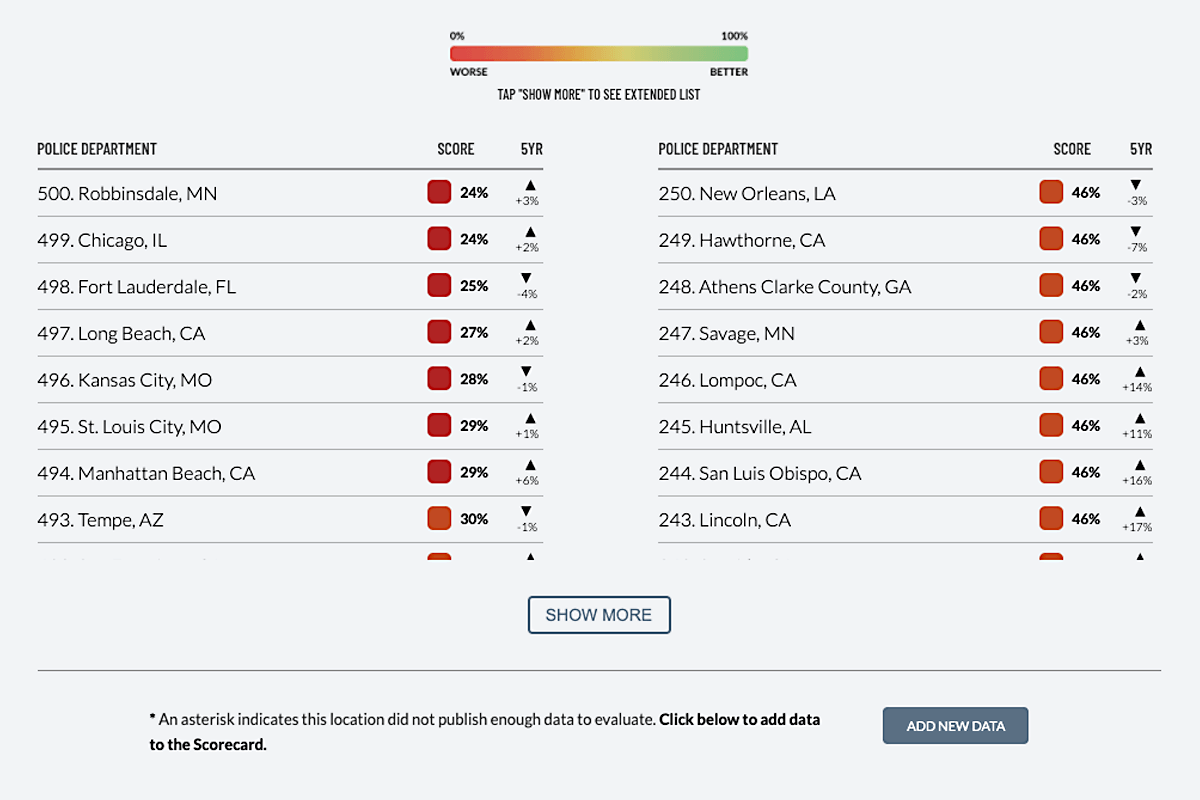 0% 100%
WORSE BETTER
TAP "SHOW MORE" TO SEE EXTENDED LIST
POLICE DEPARTMENT SCORE 5YR
500. Robbinsdale, MN 24% ▲ +3%
499. Chicago, IL 24% ▲ +2%
498. Fort Lauderdale, FL 25% ▼ -4%
497. Long Beach, CA 27% ▲ +2%
496. Kansas City, MO 28% ▼ -1%
495. St. Louis City, MO 29% ▲ +1%
494. Manhattan Beach, CA 29% ▲ +6%
493. Tempe, AZ 30% ▼ -1%
POLICE DEPARTMENT SCORE 5YR
250. New Orleans, LA 46% ▼ -3%
249. Hawthorne, CA 46% ▼ -7%
248. Athens Clarke County, GA 46% ▼ -2%
247. Savage, MN 46% ▲ +3%
246. Lompoc, CA 46% ▲ +14%
245. Huntsville, AL 46% ▲ +11%
244. San Luis Obispo, CA 46% ▲ +16%
243. Lincoln, CA 46% ▲ +17%
SHOW MORE
* An asterisk indicates this location did not publish enough data to evaluate. Click below to add data
to the Scorecard.
ADD NEW DATA